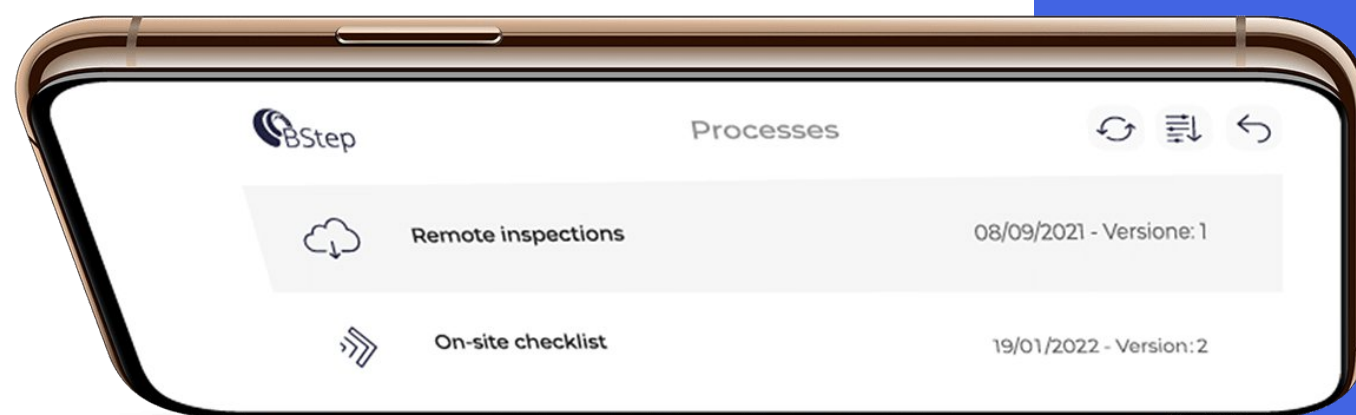 BStep
Processes
Remote inspections
08/09/2021 - Versione: 1
On-site checklist
19/01/2022 - Version: 2